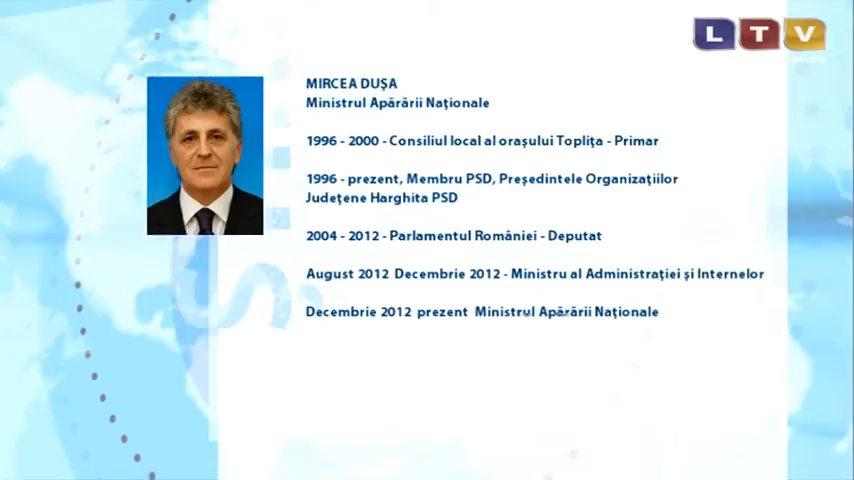 L T V
MIRCEA DUȘA
Ministrul Apărării Naționale
1996 - 2000 - Consiliul local al orașului Toplița - Primar
1996 - prezent, Membru PSD, Președintele Organizațiilor
Județene Harghita PSD
2004 - 2012 - Parlamentul României - Deputat
August 2012 Decembrie 2012 - Ministru al Administrației și Internelor
Decembrie 2012 prezent Ministrul Apărării Naționale